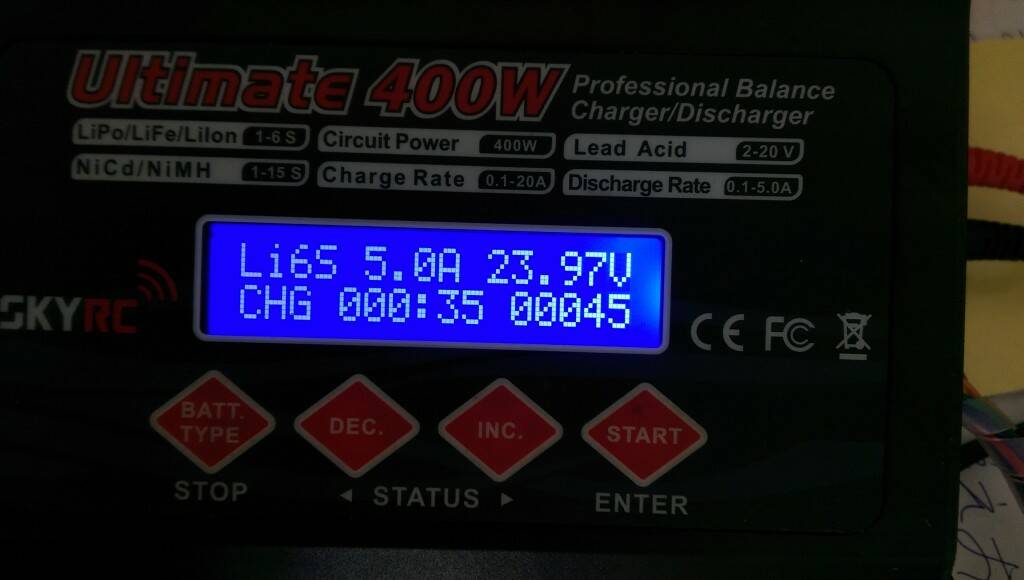 Ultimate 400W
Professional Balance
Charger/Discharger
LiPo/LiFe/LiIon 1-6 S
Circuit Power 400W
Lead Acid 2-20 V
NiCd/NiMH 1-15 S
Charge Rate 0.1-20A
Discharge Rate 0.1-5.0A
Li6S 5.0A 23.97V
CHG 000:35 00045
SKYRC
CE FC
BATT.
TYPE
DEC.
INC.
START
STOP
STATUS
ENTER